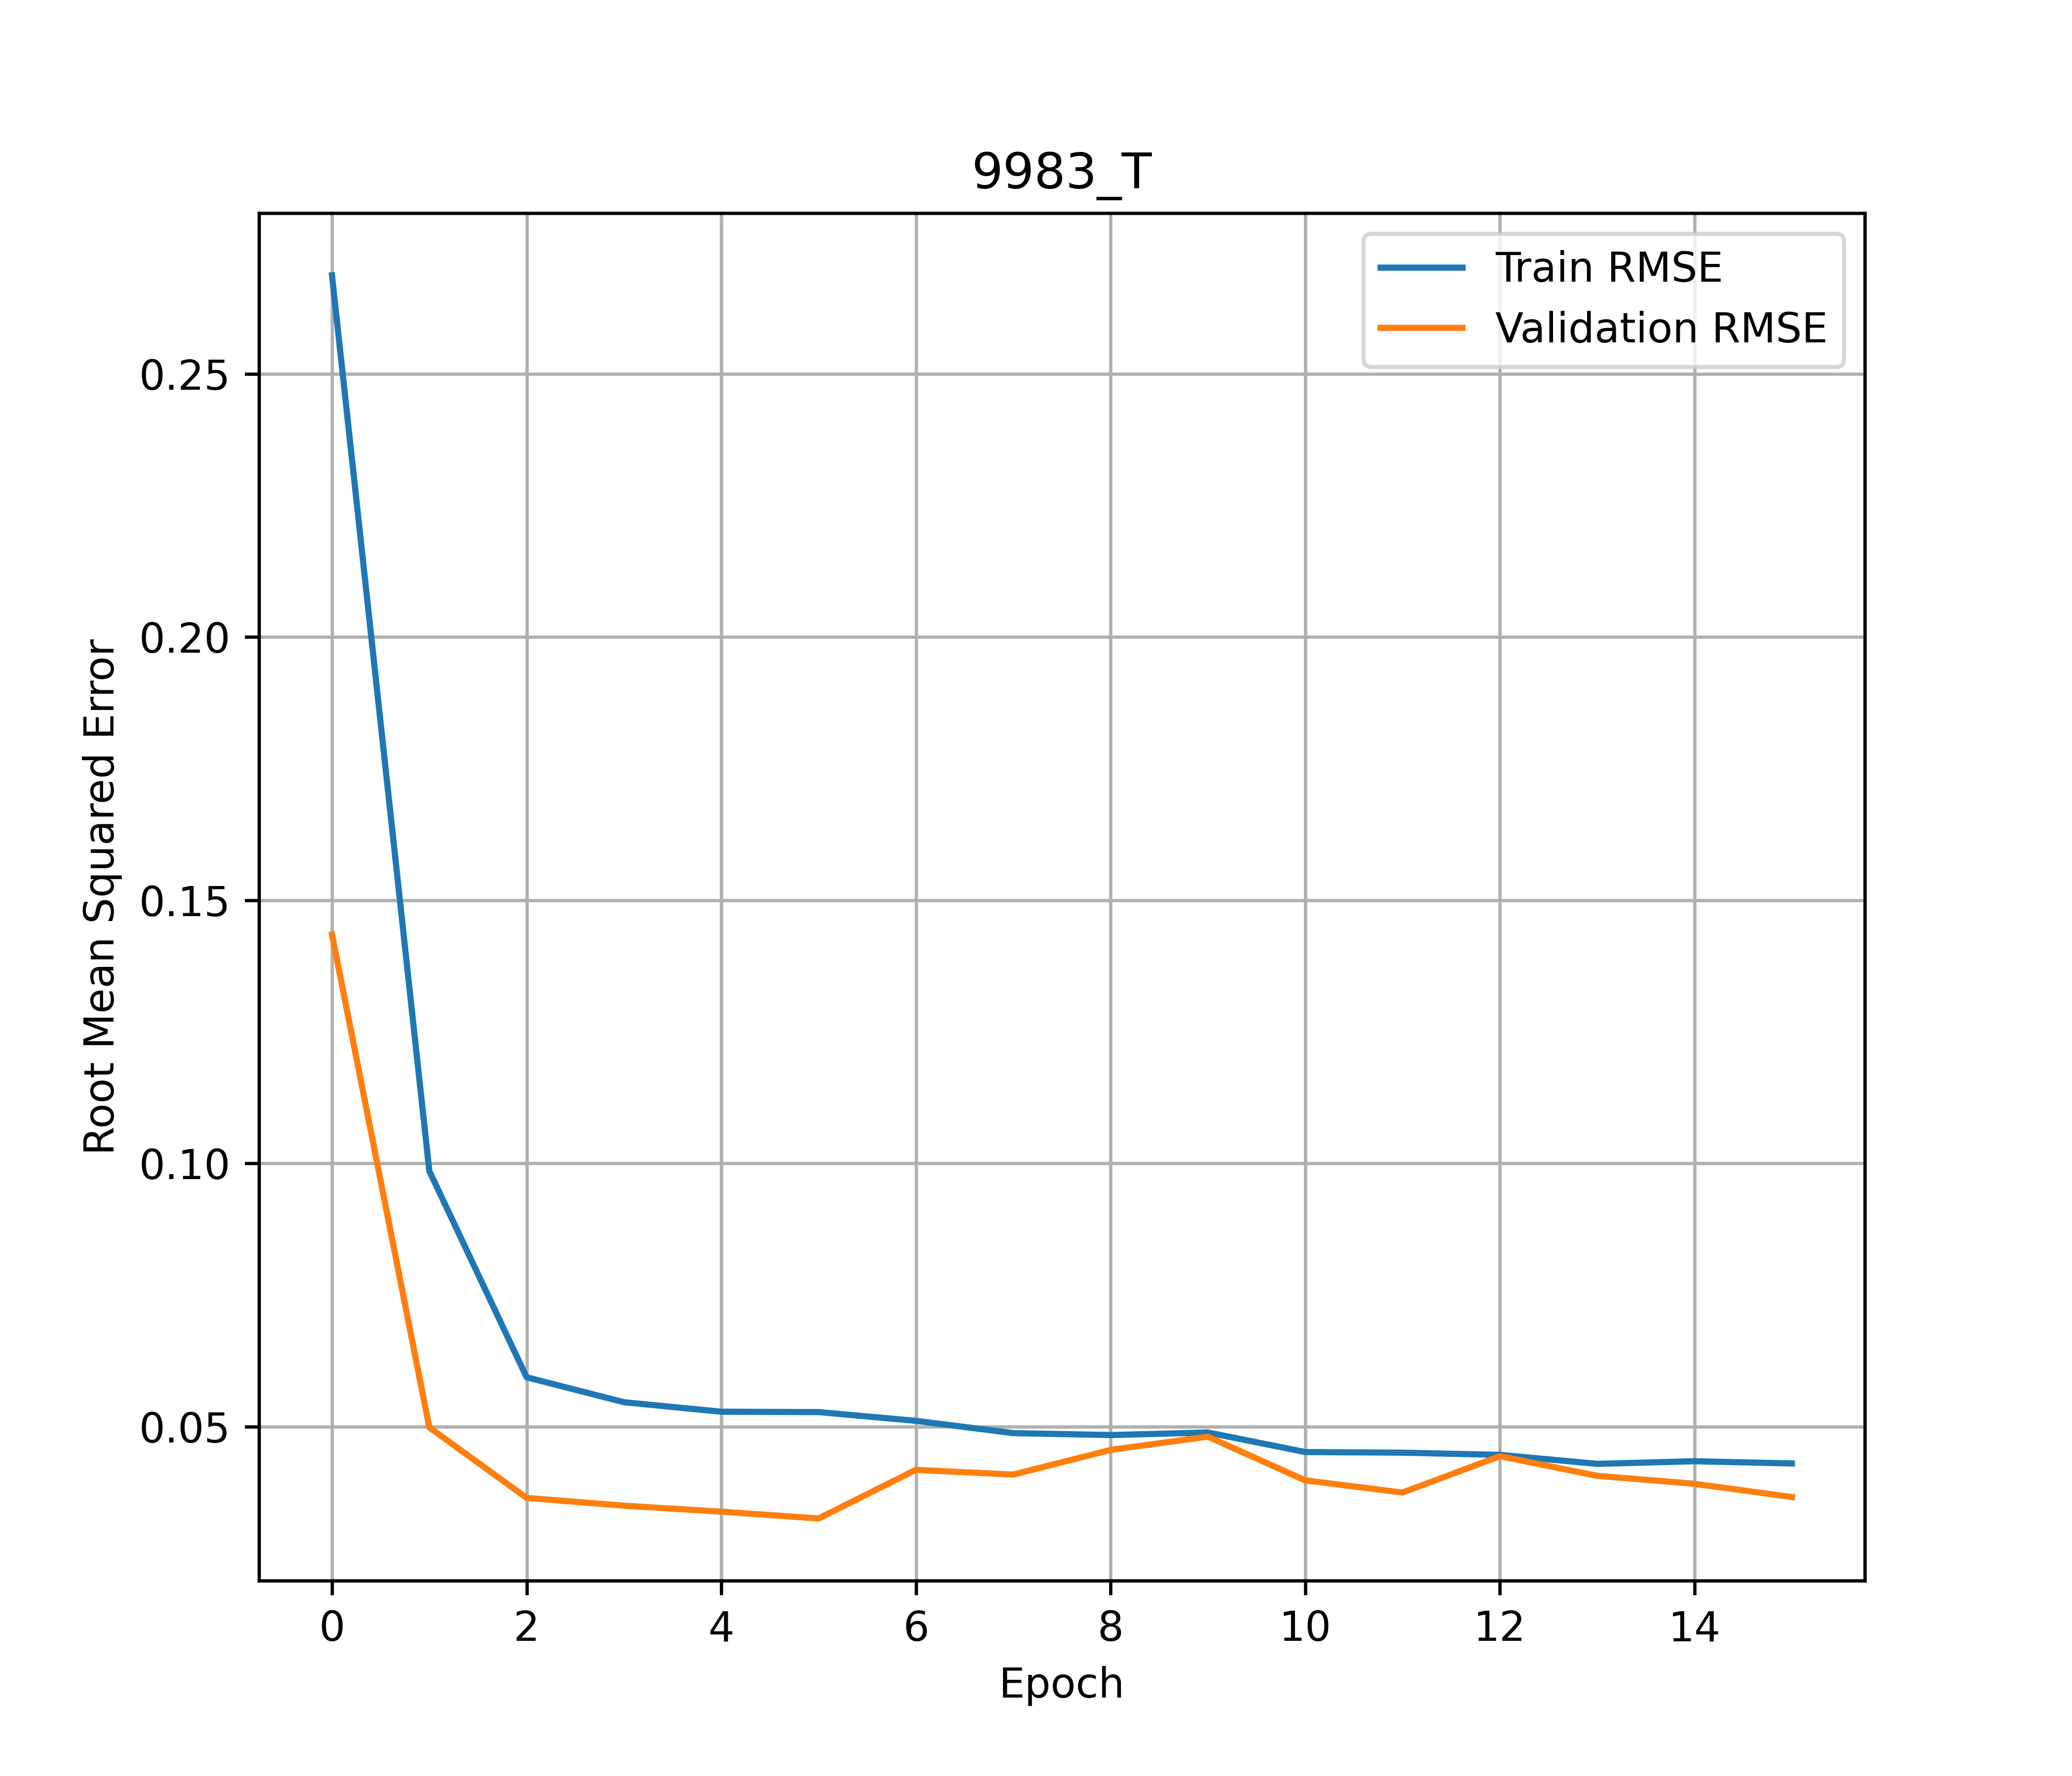 9983_T
Train RMSE
Validation RMSE
0.25
0.20
0.15
0.10
0.05
Root Mean Squared Error
0 2 4 6 8 10 12 14
Epoch